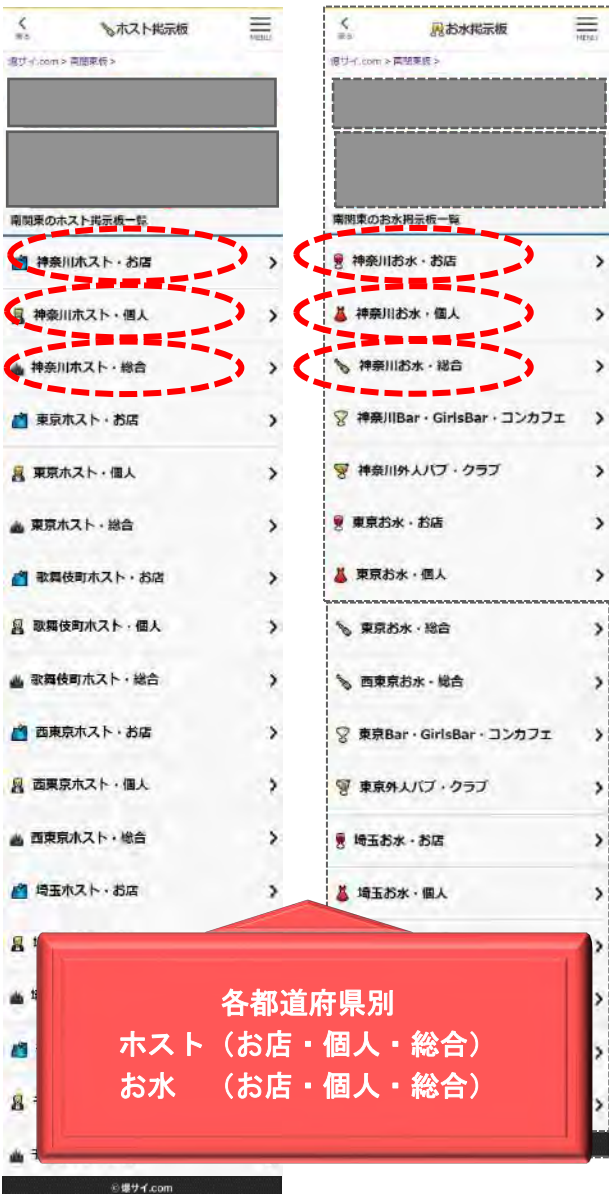 戻る
ホスト掲示板
MENU
爆サイ.com > 南関東板 >
南関東のホスト掲示板一覧
神奈川ホスト・お店
神奈川ホスト・個人
神奈川ホスト・総合
東京ホスト・お店
東京ホスト・個人
東京ホスト・総合
歌舞伎町ホスト・お店
歌舞伎町ホスト・個人
歌舞伎町ホスト・総合
西東京ホスト・お店
西東京ホスト・個人
西東京ホスト・総合
埼玉ホスト・お店
©爆サイ.com
戻る
お水掲示板
MENU
爆サイ.com > 南関東板 >
南関東のお水掲示板一覧
神奈川お水・お店
神奈川お水・個人
神奈川お水・総合
神奈川Bar・GirlsBar・コンカフェ
神奈川外人パブ・クラブ
東京お水・お店
東京お水・個人
東京お水・総合
西東京お水・総合
東京Bar・GirlsBar・コンカフェ
東京外人パブ・クラブ
埼玉お水・お店
埼玉お水・個人
各都道府県別
ホスト（お店・個人・総合）
お水　（お店・個人・総合）